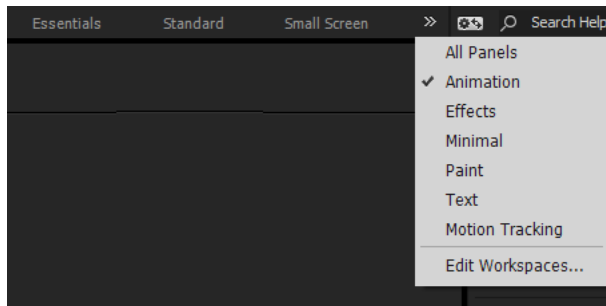 Essentials Standard Small Screen » Search Help
All Panels
✓ Animation
Effects
Minimal
Paint
Text
Motion Tracking
Edit Workspaces...